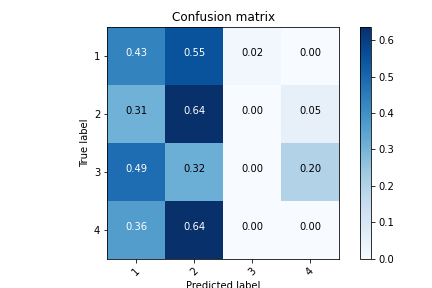 Confusion matrix
True label
1 0.43 0.55 0.02 0.00
2 0.31 0.64 0.00 0.05
3 0.49 0.32 0.00 0.20
4 0.36 0.64 0.00 0.00
1 2 3 4
Predicted label
0.6
0.5
0.4
0.3
0.2
0.1
0.0